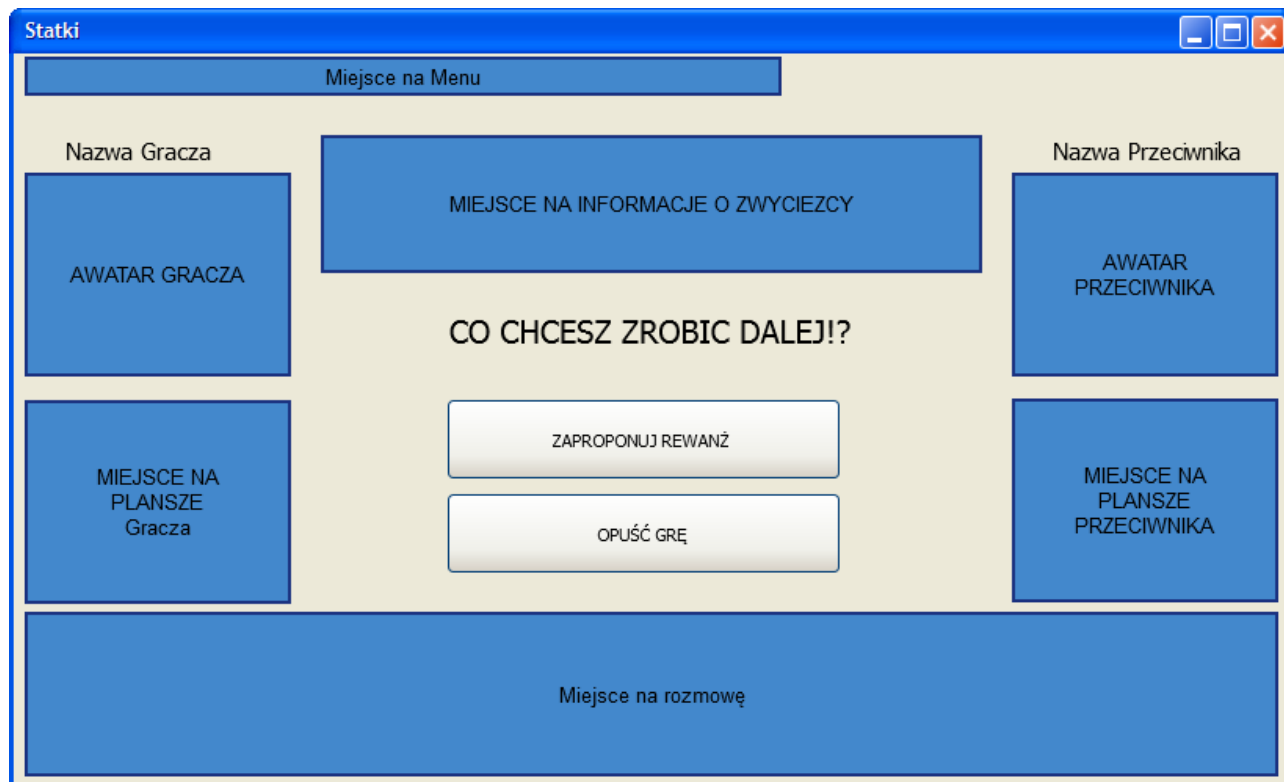 Statki
Miejsce na Menu
Nazwa Gracza
MIEJSCE NA INFORMACJE O ZWYCIEZCY
Nazwa Przeciwnika
AWATAR GRACZA
AWATAR
PRZECIWNIKA
CO CHCESZ ZROBIC DALEJ!?
MIEJSCE NA
PLANSZE
Gracza
ZAPROPONUJ REWANŻ
OPUŚĆ GRĘ
MIEJSCE NA
PLANSZE
PRZECIWNIKA
Miejsce na rozmowę